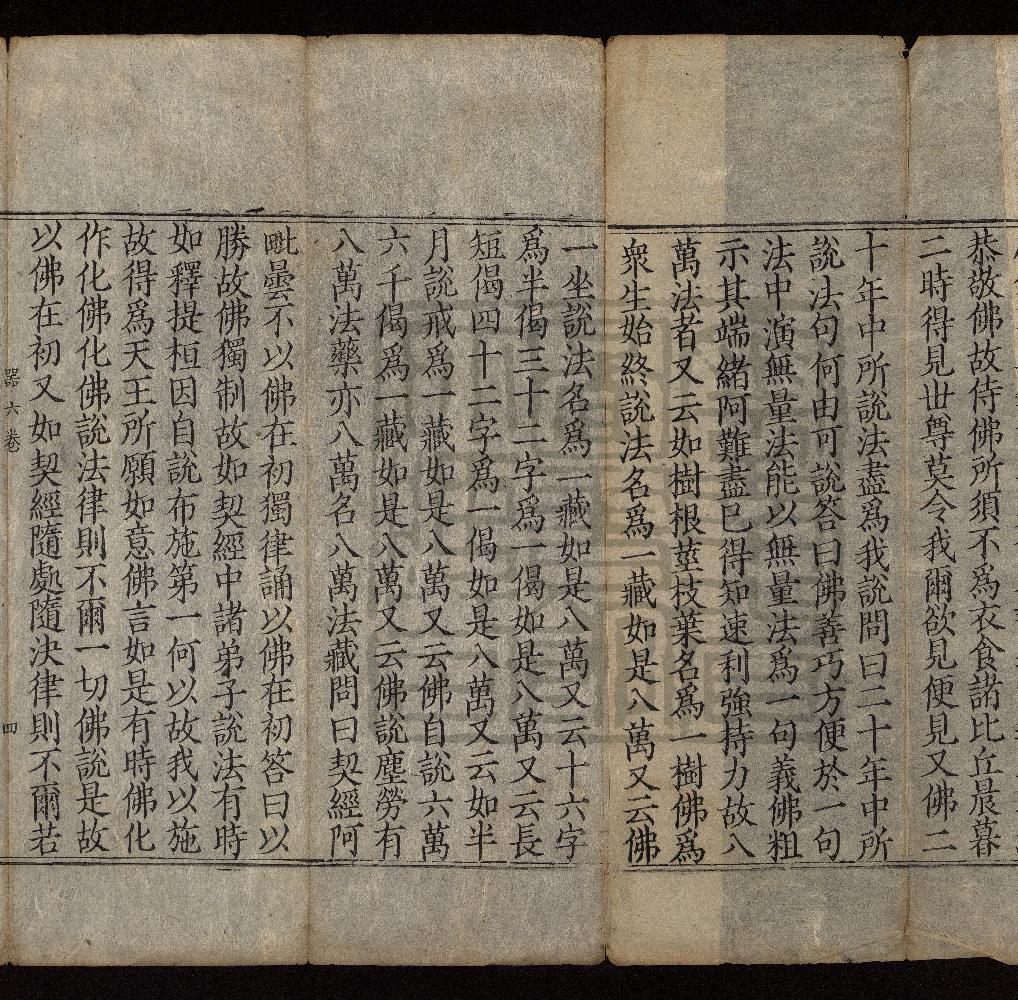 恭敬佛故侍佛所須不爲衣食諸比丘晨暮
二時得見世尊莫令我爾欲見便見又佛二
十年中所說法盡爲我說問曰二十年中所
說法句何由可說答曰佛善巧方便於一句
法中演無量法能以無量法爲一句義佛粗
示其端緒阿難盡已得知速利強持力故八
萬法者又云如樹根莖枝葉名爲一樹佛爲
衆生始終說法名爲一藏如是八萬又云佛
一坐說法名爲一藏如是八萬又云十六字
爲半偈三十二字爲一偈如是八萬又云長
短偈四十二字爲一偈如是八萬又云如半
月說戒爲一藏如是八萬又云佛自說六萬
六千偈爲一藏如是八萬又云佛說塵勞有
八萬法藥亦八萬名八萬法藏問曰契經阿
毗曇不以佛在初獨律誦以佛在初答曰以
勝故佛獨制故如契經中諸弟子說法有時
如釋提桓因自說布施第一何以故我以施
故得爲天王所願如意佛言如是有時佛化
作化佛化佛說法律則不爾一切佛說是故
以佛在初又如契經隨處隨決律則不爾若
六卷 四